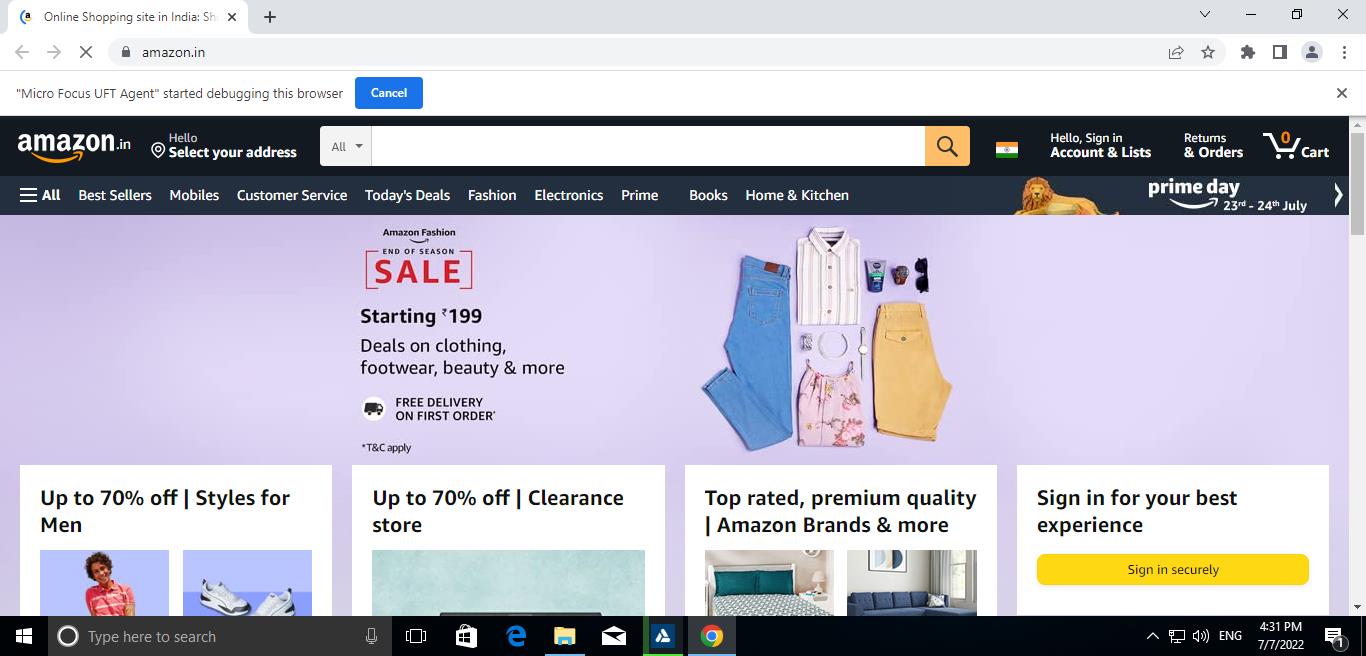 Online Shopping site in India: Sh
amazon.in
"Micro Focus UFT Agent" started debugging this browser
Cancel
amazon.in
Hello
Select your address
All
Hello, Sign in
Account & Lists
Returns
& Orders
0
Cart
All
Best Sellers
Mobiles
Customer Service
Today's Deals
Fashion
Electronics
Prime
Books
Home & Kitchen
prime day
23rd - 24th July
Amazon Fashion
END OF SEASON
SALE
Starting ₹199
Deals on clothing,
footwear, beauty & more
FREE DELIVERY
ON FIRST ORDER*
*T&C apply
Up to 70% off | Styles for
Men
Up to 70% off | Clearance
store
Top rated, premium quality
| Amazon Brands & more
Sign in for your best
experience
Sign in securely
Type here to search
ENG
4:31 PM
7/7/2022
1